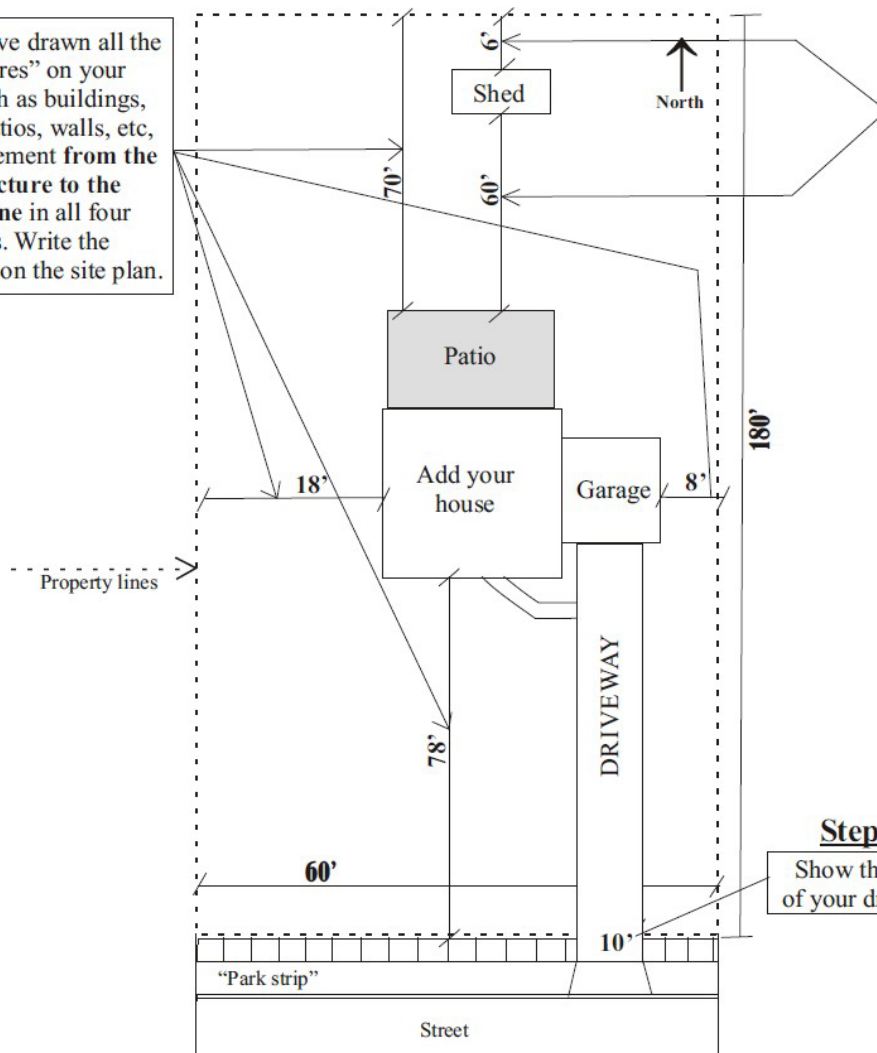 ve drawn all the
res” on your
h as buildings,
tios, walls, etc,
ement from the
cture to the
ne in all four
s. Write the
on the site plan.
6’
Shed
North
70’
60’
Patio
180’
Add your
house
Garage
18’
8’
Property lines
DRIVEWAY
78’
60’
Step
Show th
of your d
10’
“Park strip”
Street